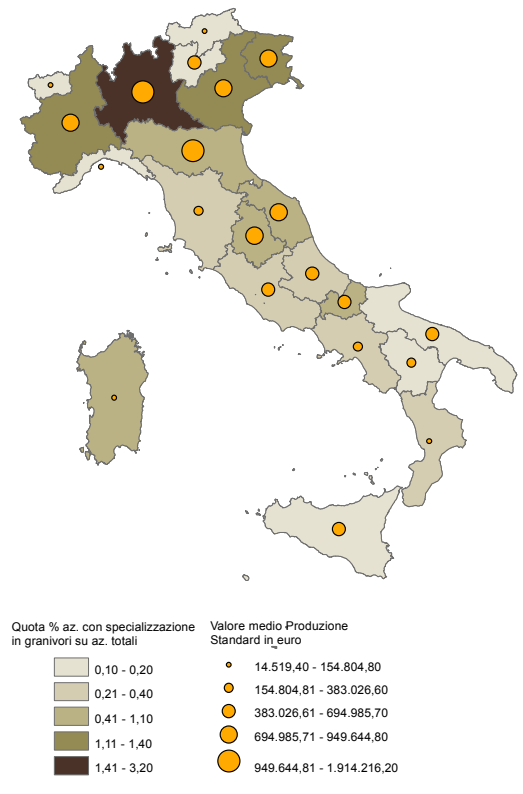 Quota % az. con specializzazione
in granivori su az. totali
0,10 - 0,20
0,21 - 0,40
0,41 - 1,10
1,11 - 1,40
1,41 - 3,20
Valore medio Produzione
Standard in euro
14.519,40 - 154.804,80
154.804,81 - 383.026,60
383.026,61 - 694.985,70
694.985,71 - 949.644,80
949.644,81 - 1.914.216,20